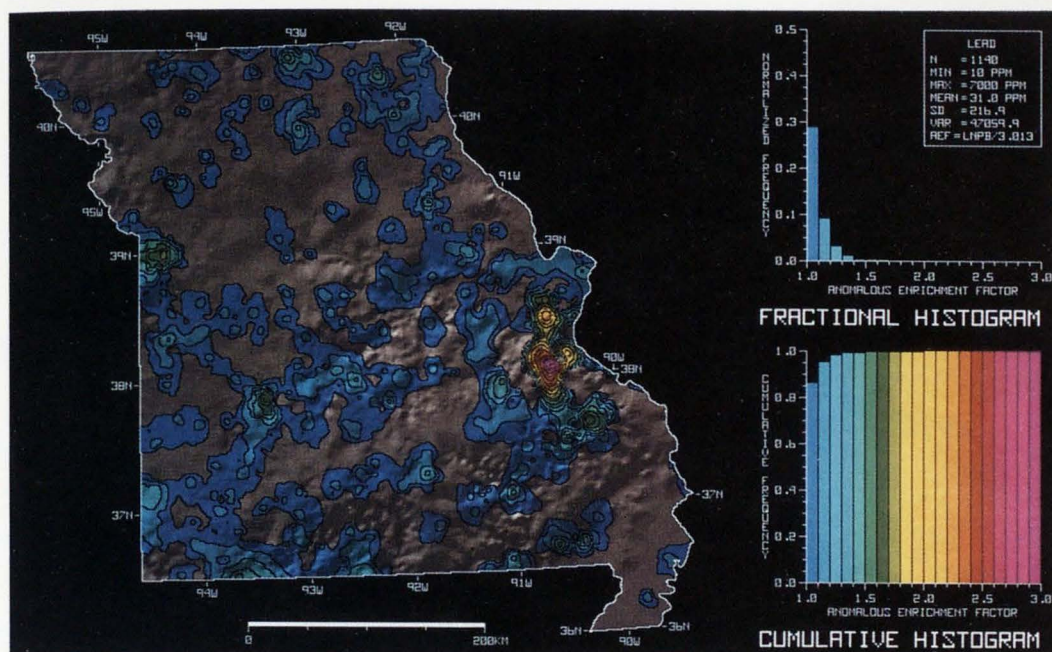 95W
94W
93W
92W
40N
40N
95W
91W
39N
39N
38N
90W
38N
37N
37N
94W
93W
92W
91W
36N
90W
36N
0
200KM
NORMALIZED FREQUENCY
0.5
0.4
0.3
0.2
0.1
0.0
1.0
1.5
2.0
2.5
3.0
ANOMALOUS ENRICHMENT FACTOR
LEAD
N =1140
MIN = 10 PPM
MAX = 7000 PPM
MEAN = 31.0 PPM
SD = 216.9
VAR = 47059.9
REF = LNPB/3.013
FRACTIONAL HISTOGRAM
CUMULATIVE FREQUENCY
1.0
0.8
0.6
0.4
0.2
0.0
1.0
1.5
2.0
2.5
3.0
ANOMALOUS ENRICHMENT FACTOR
CUMULATIVE HISTOGRAM